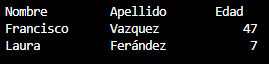 Nombre Apellido Edad
Francisco Vazquez 47
Laura Ferández 7